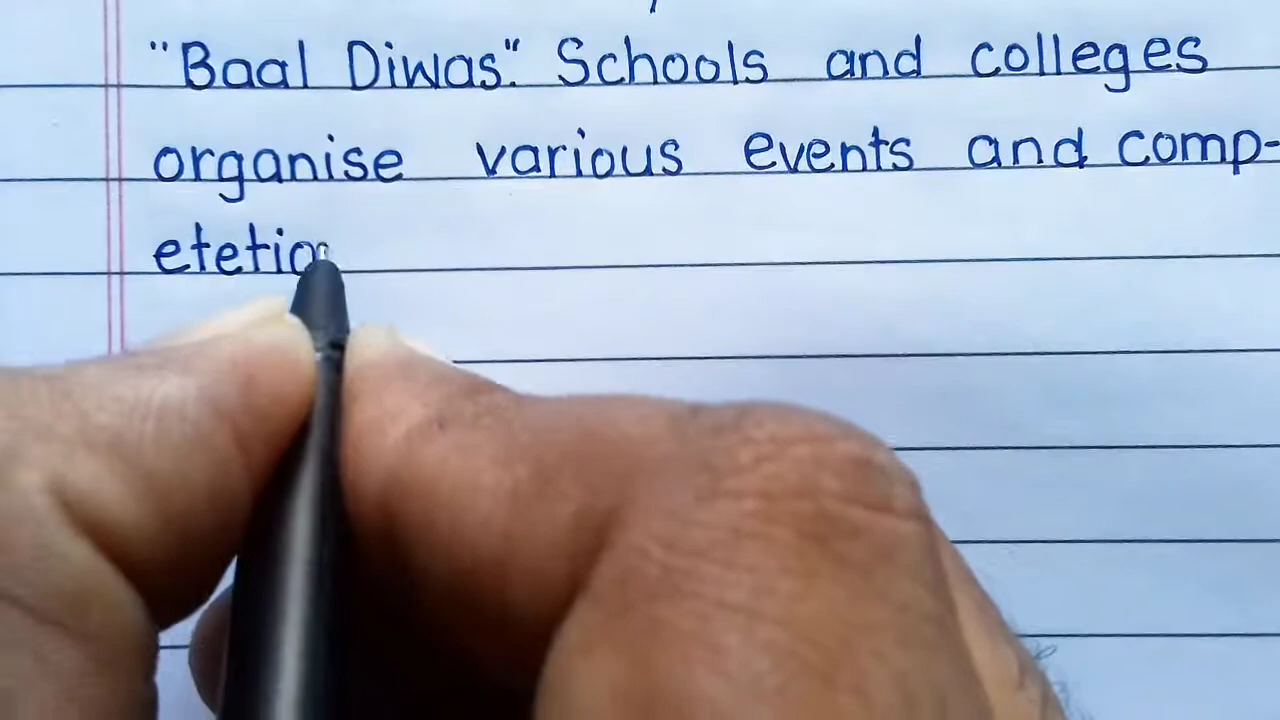 "Baal Diwas". Schools and colleges
organise various events and comp-
etetio